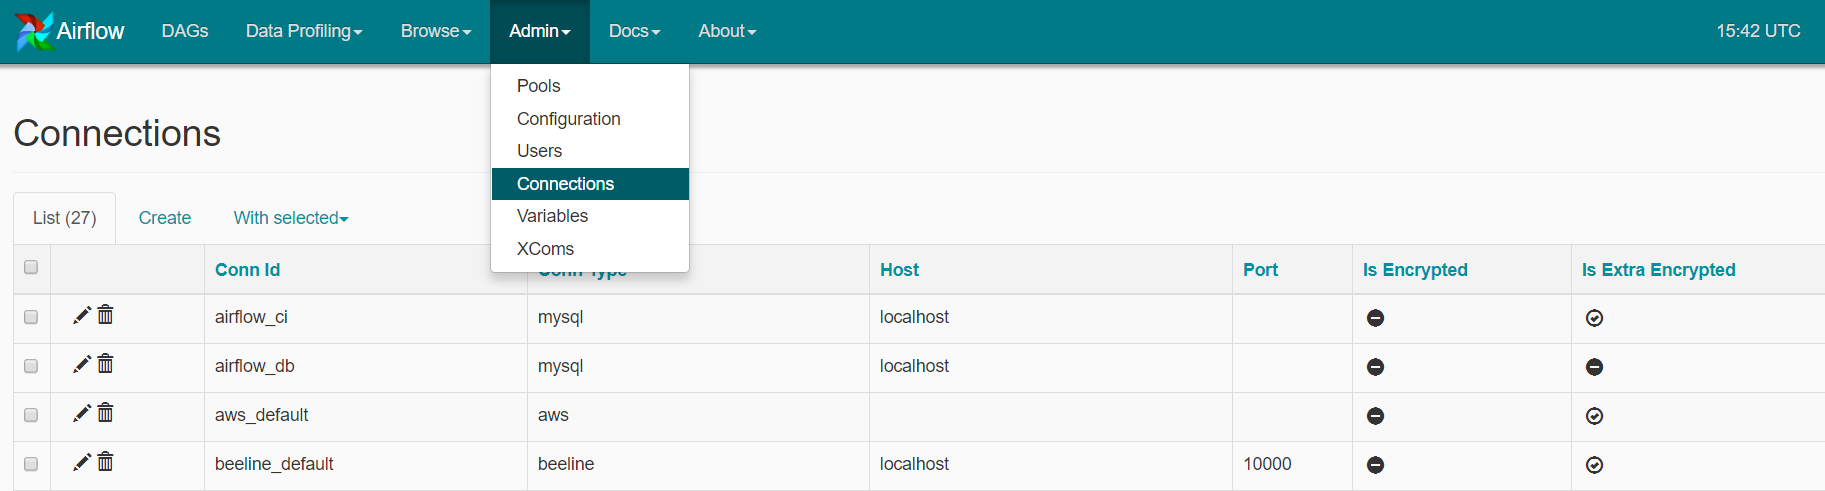 Airflow DAGs Data Profiling Browse Admin Docs About 15:42 UTC
Pools
Configuration
Users
Connections
Variables
XComs
Connections
List (27) Create With selected
Conn Id Conn Type Host Port Is Encrypted Is Extra Encrypted
airflow_ci mysql localhost
airflow_db mysql localhost
aws_default aws
beeline_default beeline localhost 10000